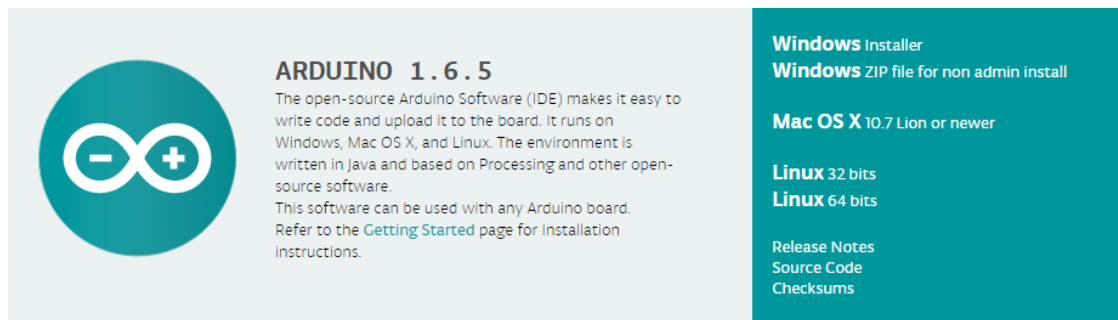 ARDUINO 1.6.5
The open-source Arduino Software (IDE) makes it easy to
write code and upload it to the board. It runs on
Windows, Mac OS X, and Linux. The environment is
written in Java and based on Processing and other open-
source software.
This software can be used with any Arduino board.
Refer to the Getting Started page for Installation
instructions.
Windows Installer
Windows ZIP file for non admin install
Mac OS X 10.7 Lion or newer
Linux 32 bits
Linux 64 bits
Release Notes
Source Code
Checksums